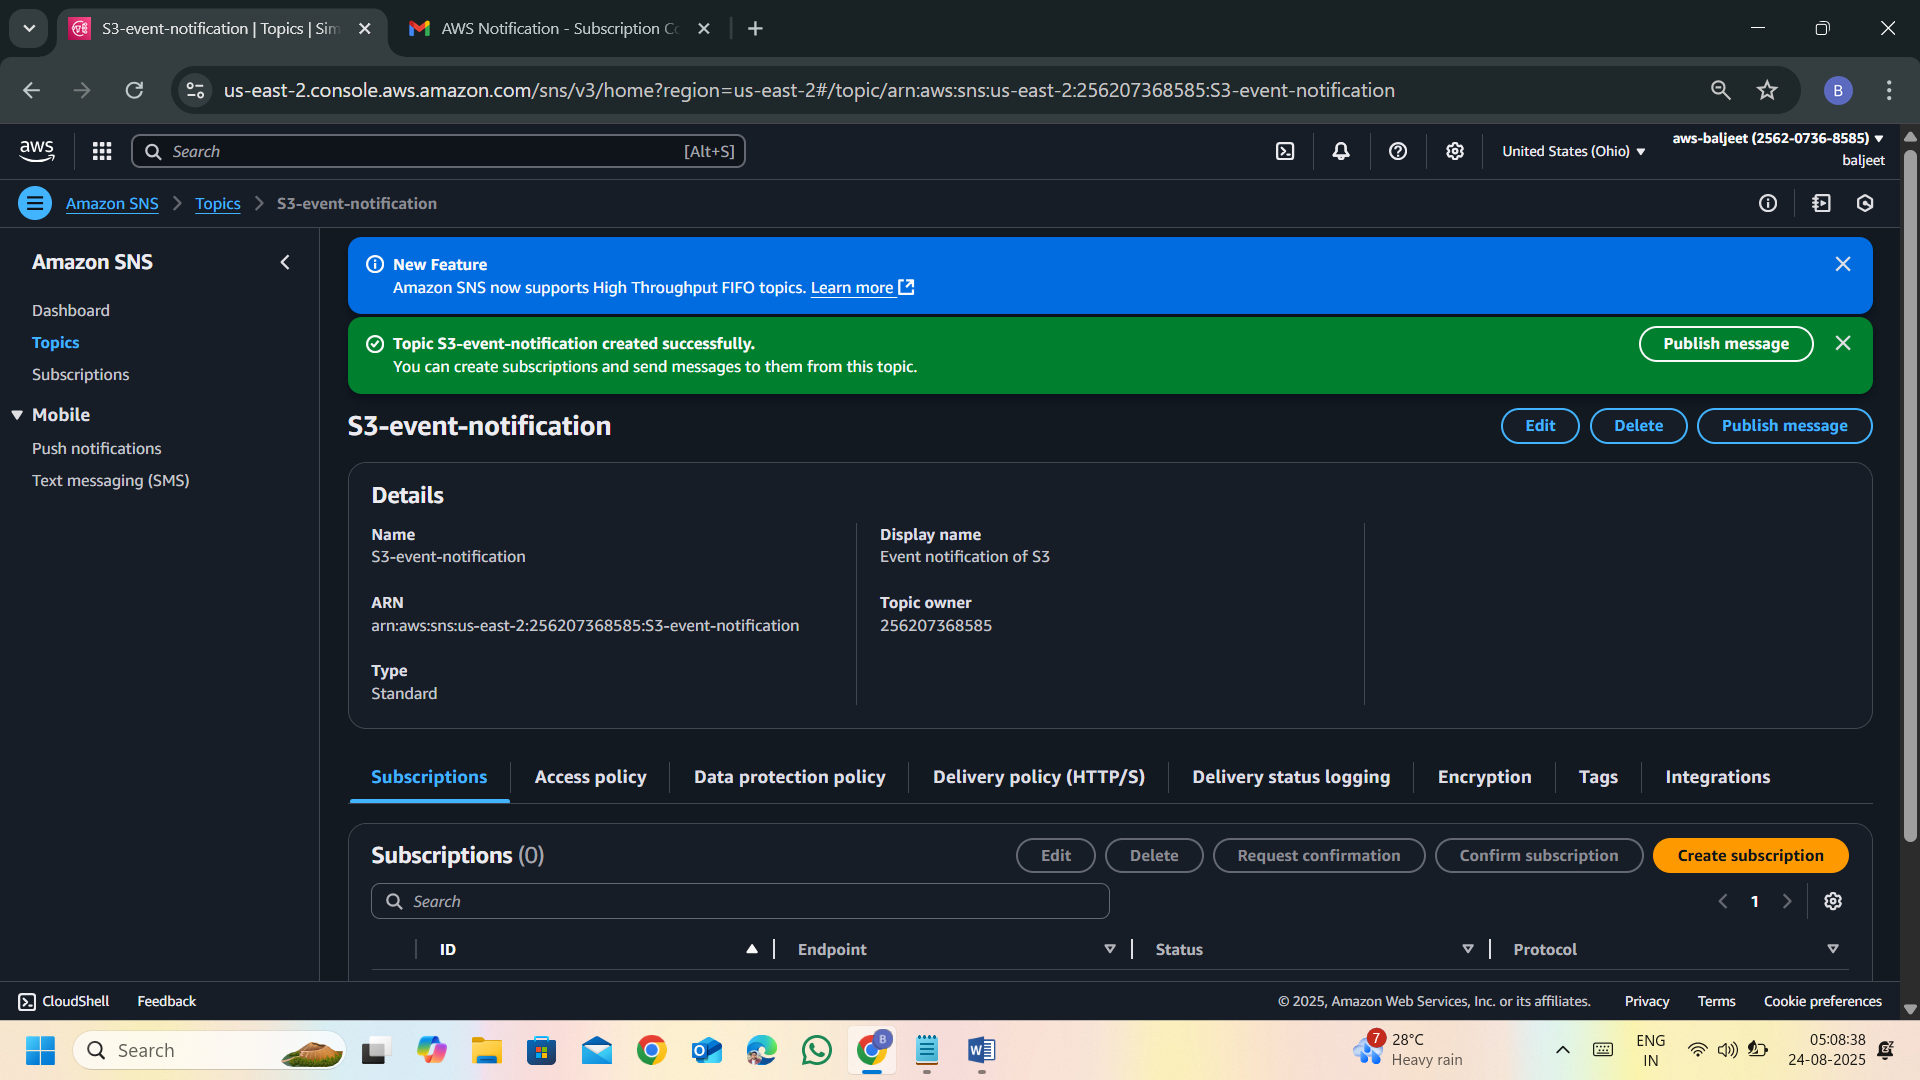 S3-event-notification | Topics | Sim
AWS Notification - Subscription Co
us-east-2.console.aws.amazon.com/sns/v3/home?region=us-east-2#/topic/arn:aws:sns:us-east-2:256207368585:S3-event-notification
B
aws
Search
[Alt+S]
United States (Ohio)
aws-baljeet (2562-0736-8585)
baljeet
Amazon SNS
Topics
S3-event-notification
Amazon SNS
Dashboard
Topics
Subscriptions
Mobile
Push notifications
Text messaging (SMS)
New Feature
Amazon SNS now supports High Throughput FIFO topics. Learn more
Topic S3-event-notification created successfully.
You can create subscriptions and send messages to them from this topic.
Publish message
S3-event-notification
Edit
Delete
Publish message
Details
Name
S3-event-notification
ARN
arn:aws:sns:us-east-2:256207368585:S3-event-notification
Type
Standard
Display name
Event notification of S3
Topic owner
256207368585
Subscriptions
Access policy
Data protection policy
Delivery policy (HTTP/S)
Delivery status logging
Encryption
Tags
Integrations
Subscriptions (0)
Edit
Delete
Request confirmation
Confirm subscription
Create subscription
Search
1
ID
Endpoint
Status
Protocol
CloudShell
Feedback
© 2025, Amazon Web Services, Inc. or its affiliates.
Privacy
Terms
Cookie preferences
Search
B
7
28°C
Heavy rain
ENG
IN
05:08:38
24-08-2025